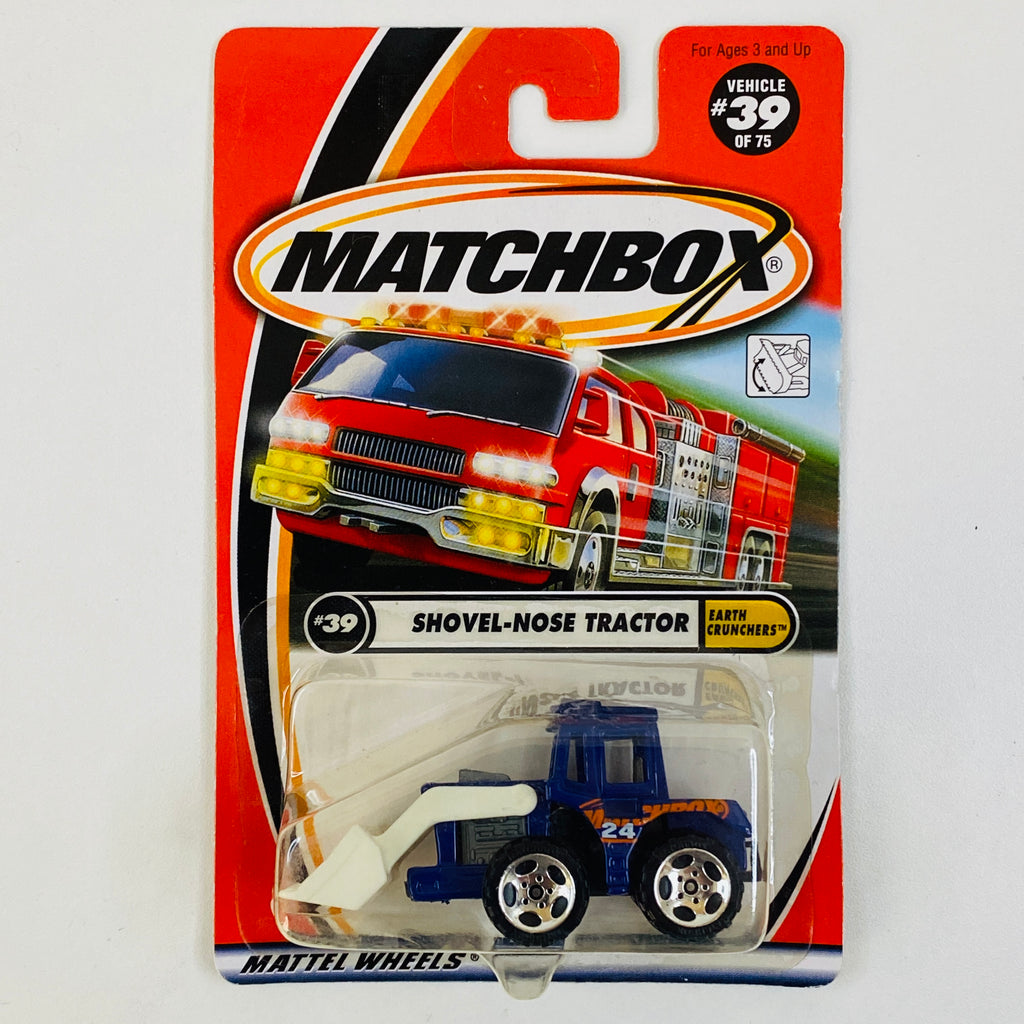 For Ages 3 and Up
VEHICLE
#39
OF 75
MATCHBOX®
#39
SHOVEL-NOSE TRACTOR
EARTH
CRUNCHERS™
MATCHBOX
24
MATTEL WHEELS®